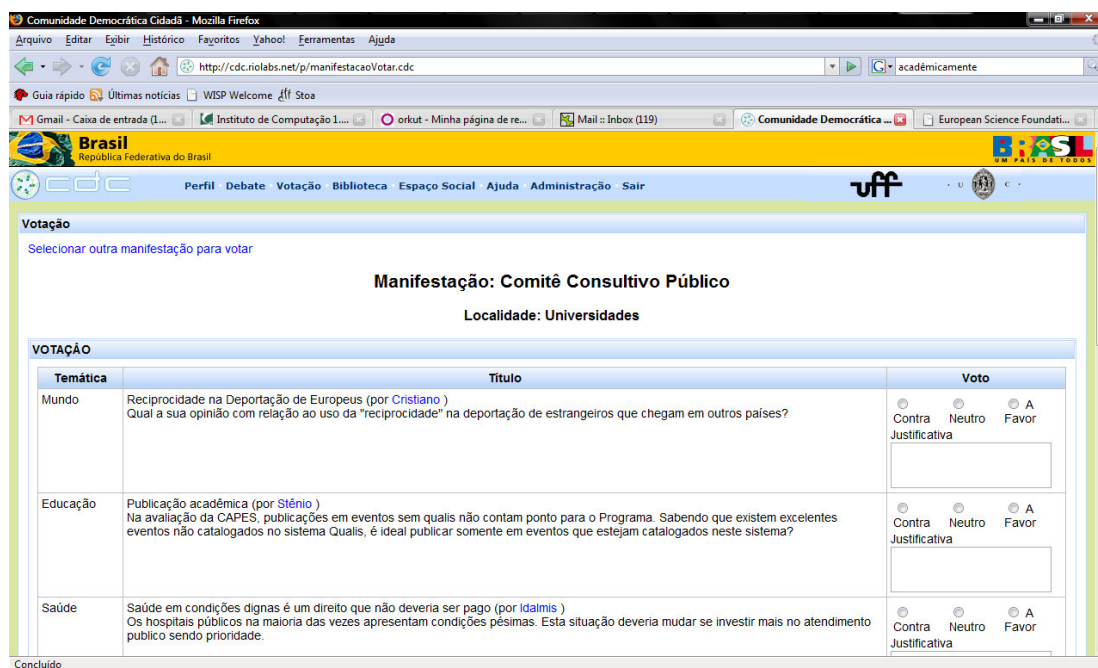 Comunidade Democrática Cidadã - Mozilla Firefox
Arquivo Editar Exibir Histórico Favoritos Yahoo! Ferramentas Ajuda
http://cdc.riolabs.net/p/manifestacaoVotar.cdc
G acadêmicamente
Guia rápido Últimas notícias WISP Welcome Stoa
Gmail - Caixa de entrada (1... Instituto de Computação 1.... orkut - Minha página de re... Mail :: Inbox (119) Comunidade Democrática ... European Science Foundati...
Brasil
República Federativa do Brasil
BRASIL
UM PAÍS DE TODOS
cdc Perfil Debate Votação Biblioteca Espaço Social Ajuda Administração Sair uff · U C ·
Votação
Selecionar outra manifestação para votar
Manifestação: Comitê Consultivo Público
Localidade: Universidades
VOTAÇÂO
Temática Título Voto
Mundo
Reciprocidade na Deportação de Europeus (por Cristiano )
Qual a sua opinião com relação ao uso da "reciprocidade" na deportação de estrangeiros que chegam em outros países?
Contra Neutro A Favor
Justificativa
Educação
Publicação acadêmica (por Stênio )
Na avaliação da CAPES, publicações em eventos sem qualis não contam ponto para o Programa. Sabendo que existem excelentes
eventos não catalogados no sistema Qualis, é ideal publicar somente em eventos que estejam catalogados neste sistema?
Contra Neutro A Favor
Justificativa
Saúde
Saúde em condições dignas é um direito que não deveria ser pago (por Idalmis )
Os hospitais públicos na maioria das vezes apresentam condições pésimas. Esta situação deveria mudar se investir mais no atendimento
publico sendo prioridade.
Contra Neutro A Favor
Justificativa
Concluído